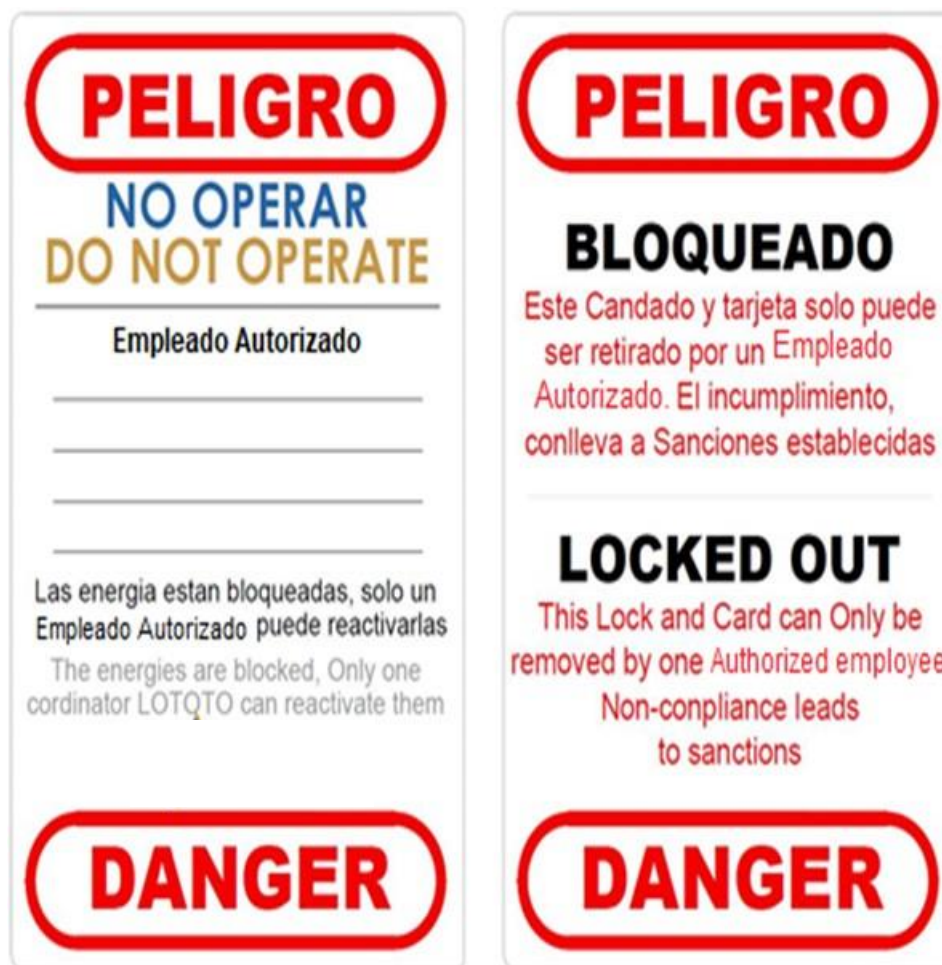 PELIGRO
NO OPERAR
DO NOT OPERATE
Empleado Autorizado
Las energia estan bloqueadas, solo un
Empleado Autorizado puede reactivarlas
The energies are blocked, Only one
cordinator LOTOTO can reactivate them
DANGER
PELIGRO
BLOQUEADO
Este Candado y tarjeta solo puede
ser retirado por un Empleado
Autorizado. El incumplimiento,
conlleva a Sanciones establecidas
LOCKED OUT
This Lock and Card can Only be
removed by one Authorized employee
Non-conpliance leads
to sanctions
DANGER